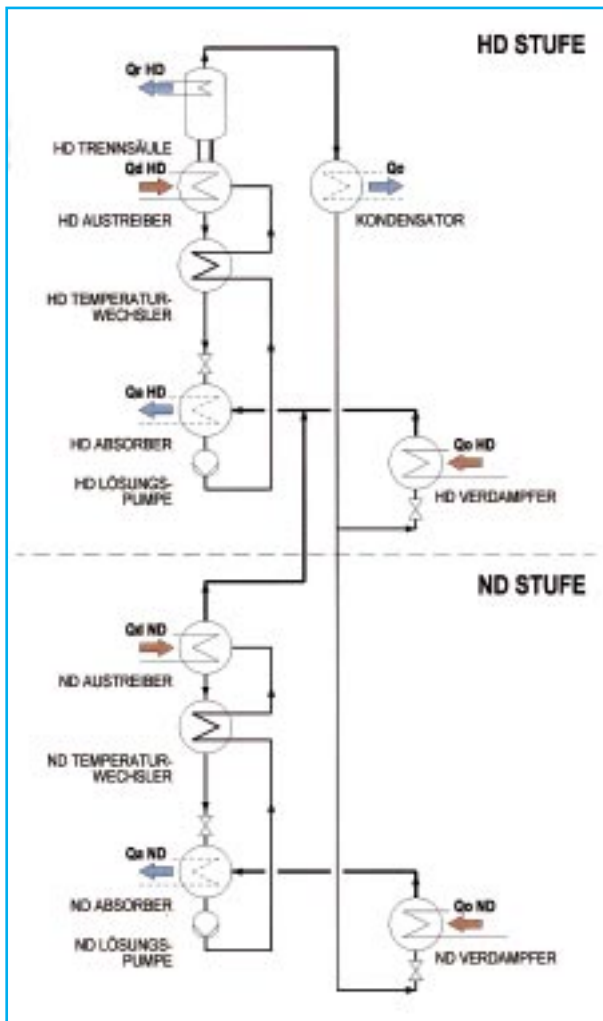 HD STUFE
Qr HD
HD TRENNSÄULE
Qd HD
Qc
HD AUSTREIBER
KONDENSATOR
HD TEMPERATUR-
WECHSLER
Qa HD
HD ABSORBER
Qo HD
HD LÖSUNGS-
PUMPE
HD VERDAMPFER
ND STUFE
Qd ND
ND AUSTREIBER
ND TEMPERATUR-
WECHSLER
Qa ND
ND ABSORBER
Qo ND
ND LÖSUNGS-
PUMPE
ND VERDAMPFER